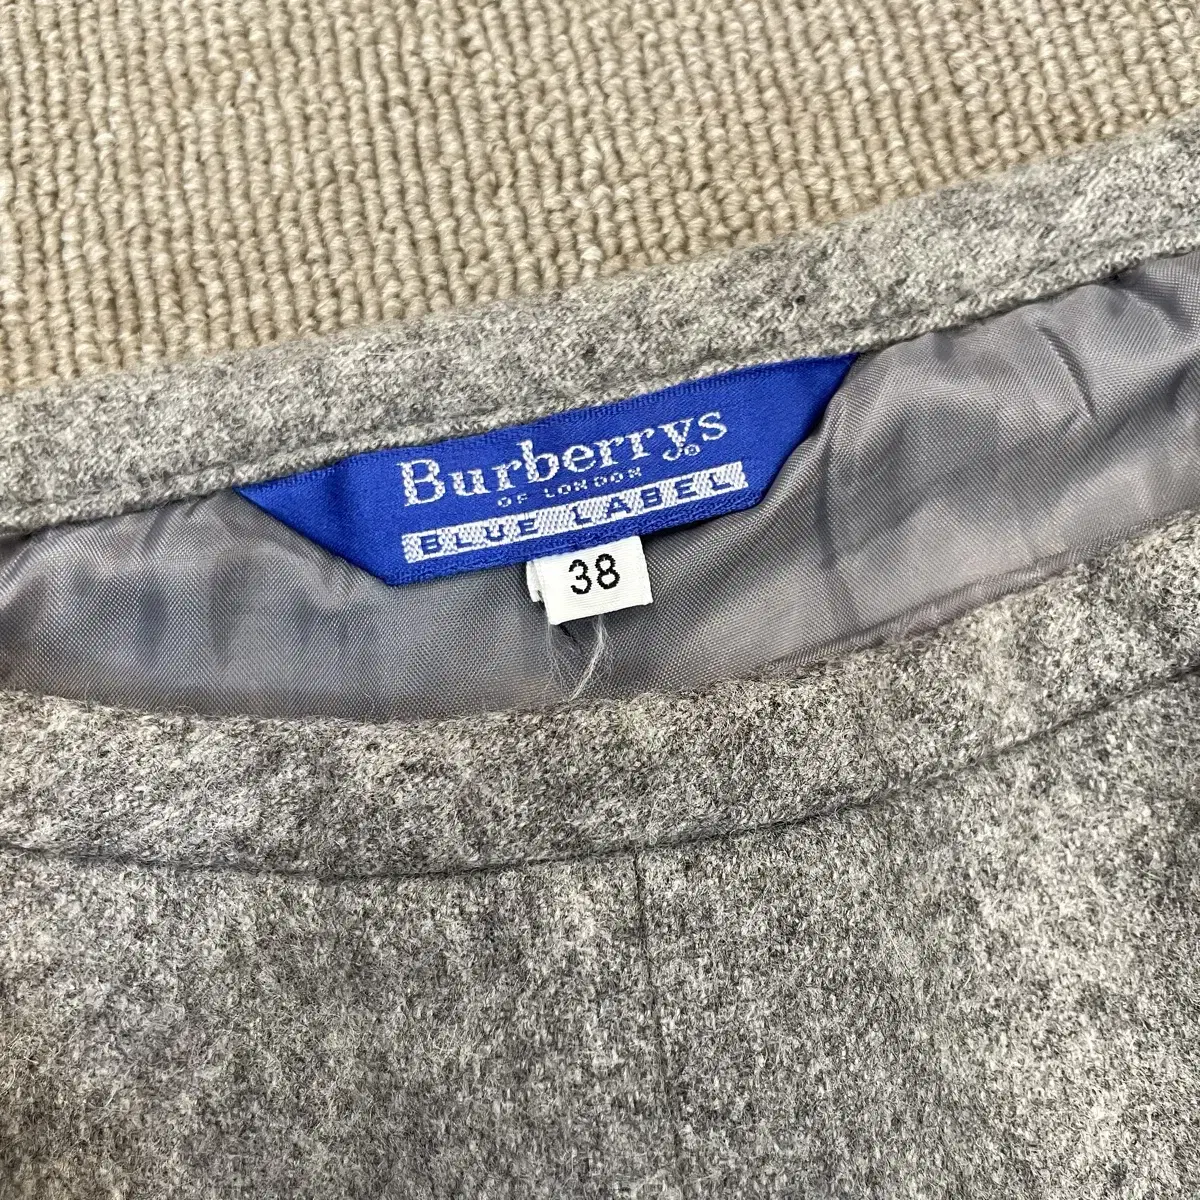 Burberrys®
OF LONDON
BLUE LABEL
38